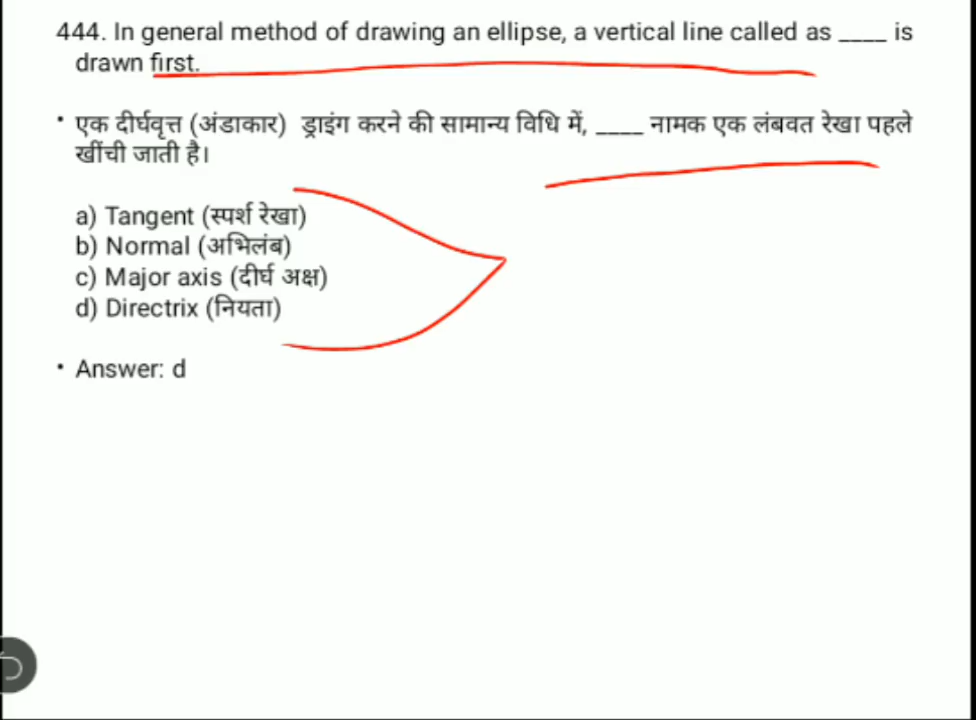 444. In general method of drawing an ellipse, a vertical line called as ____ is
drawn first.
• एक दीर्घवृत्त (अंडाकार) ड्राइंग करने की सामान्य विधि में, ____ नामक एक लंबवत रेखा पहले
खींची जाती है।
a) Tangent (स्पर्श रेखा)
b) Normal (अभिलंब)
c) Major axis (दीर्घ अक्ष)
d) Directrix (नियता)
• Answer: d